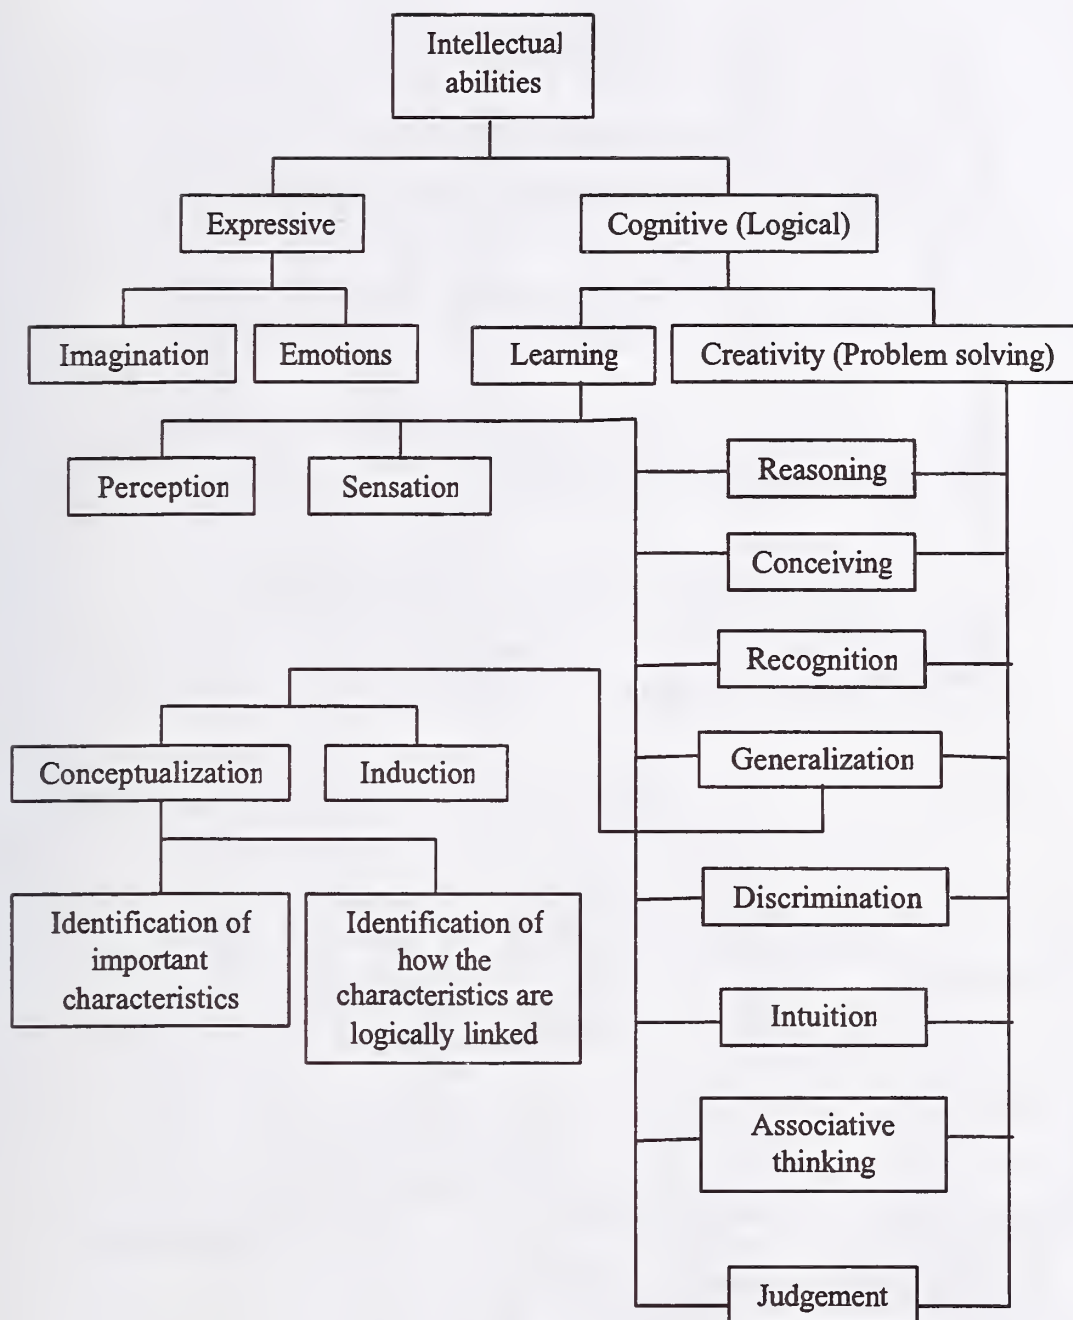 Intellectual
abilities
Expressive
Cognitive (Logical)
Imagination
Emotions
Learning
Creativity (Problem solving)
Perception
Sensation
Reasoning
Conceiving
Recognition
Conceptualization
Induction
Generalization
Identification of
important
characteristics
Identification of
how the
characteristics are
logically linked
Discrimination
Intuition
Associative
thinking
Judgement